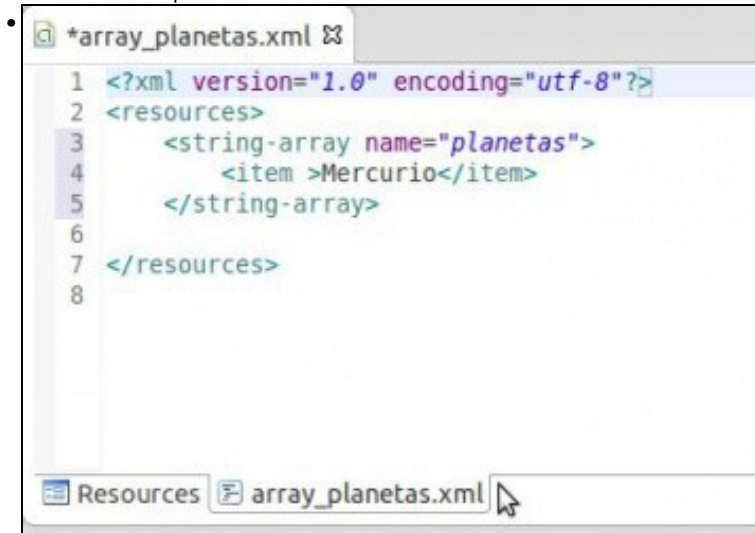 *array_planetas.xml
1 <?xml version="1.0" encoding="utf-8"?>
2 <resources>
3 <string-array name="planetas">
4 <item >Mercurio</item>
5 </string-array>
6
7 </resources>
8
Resources array_planetas.xml